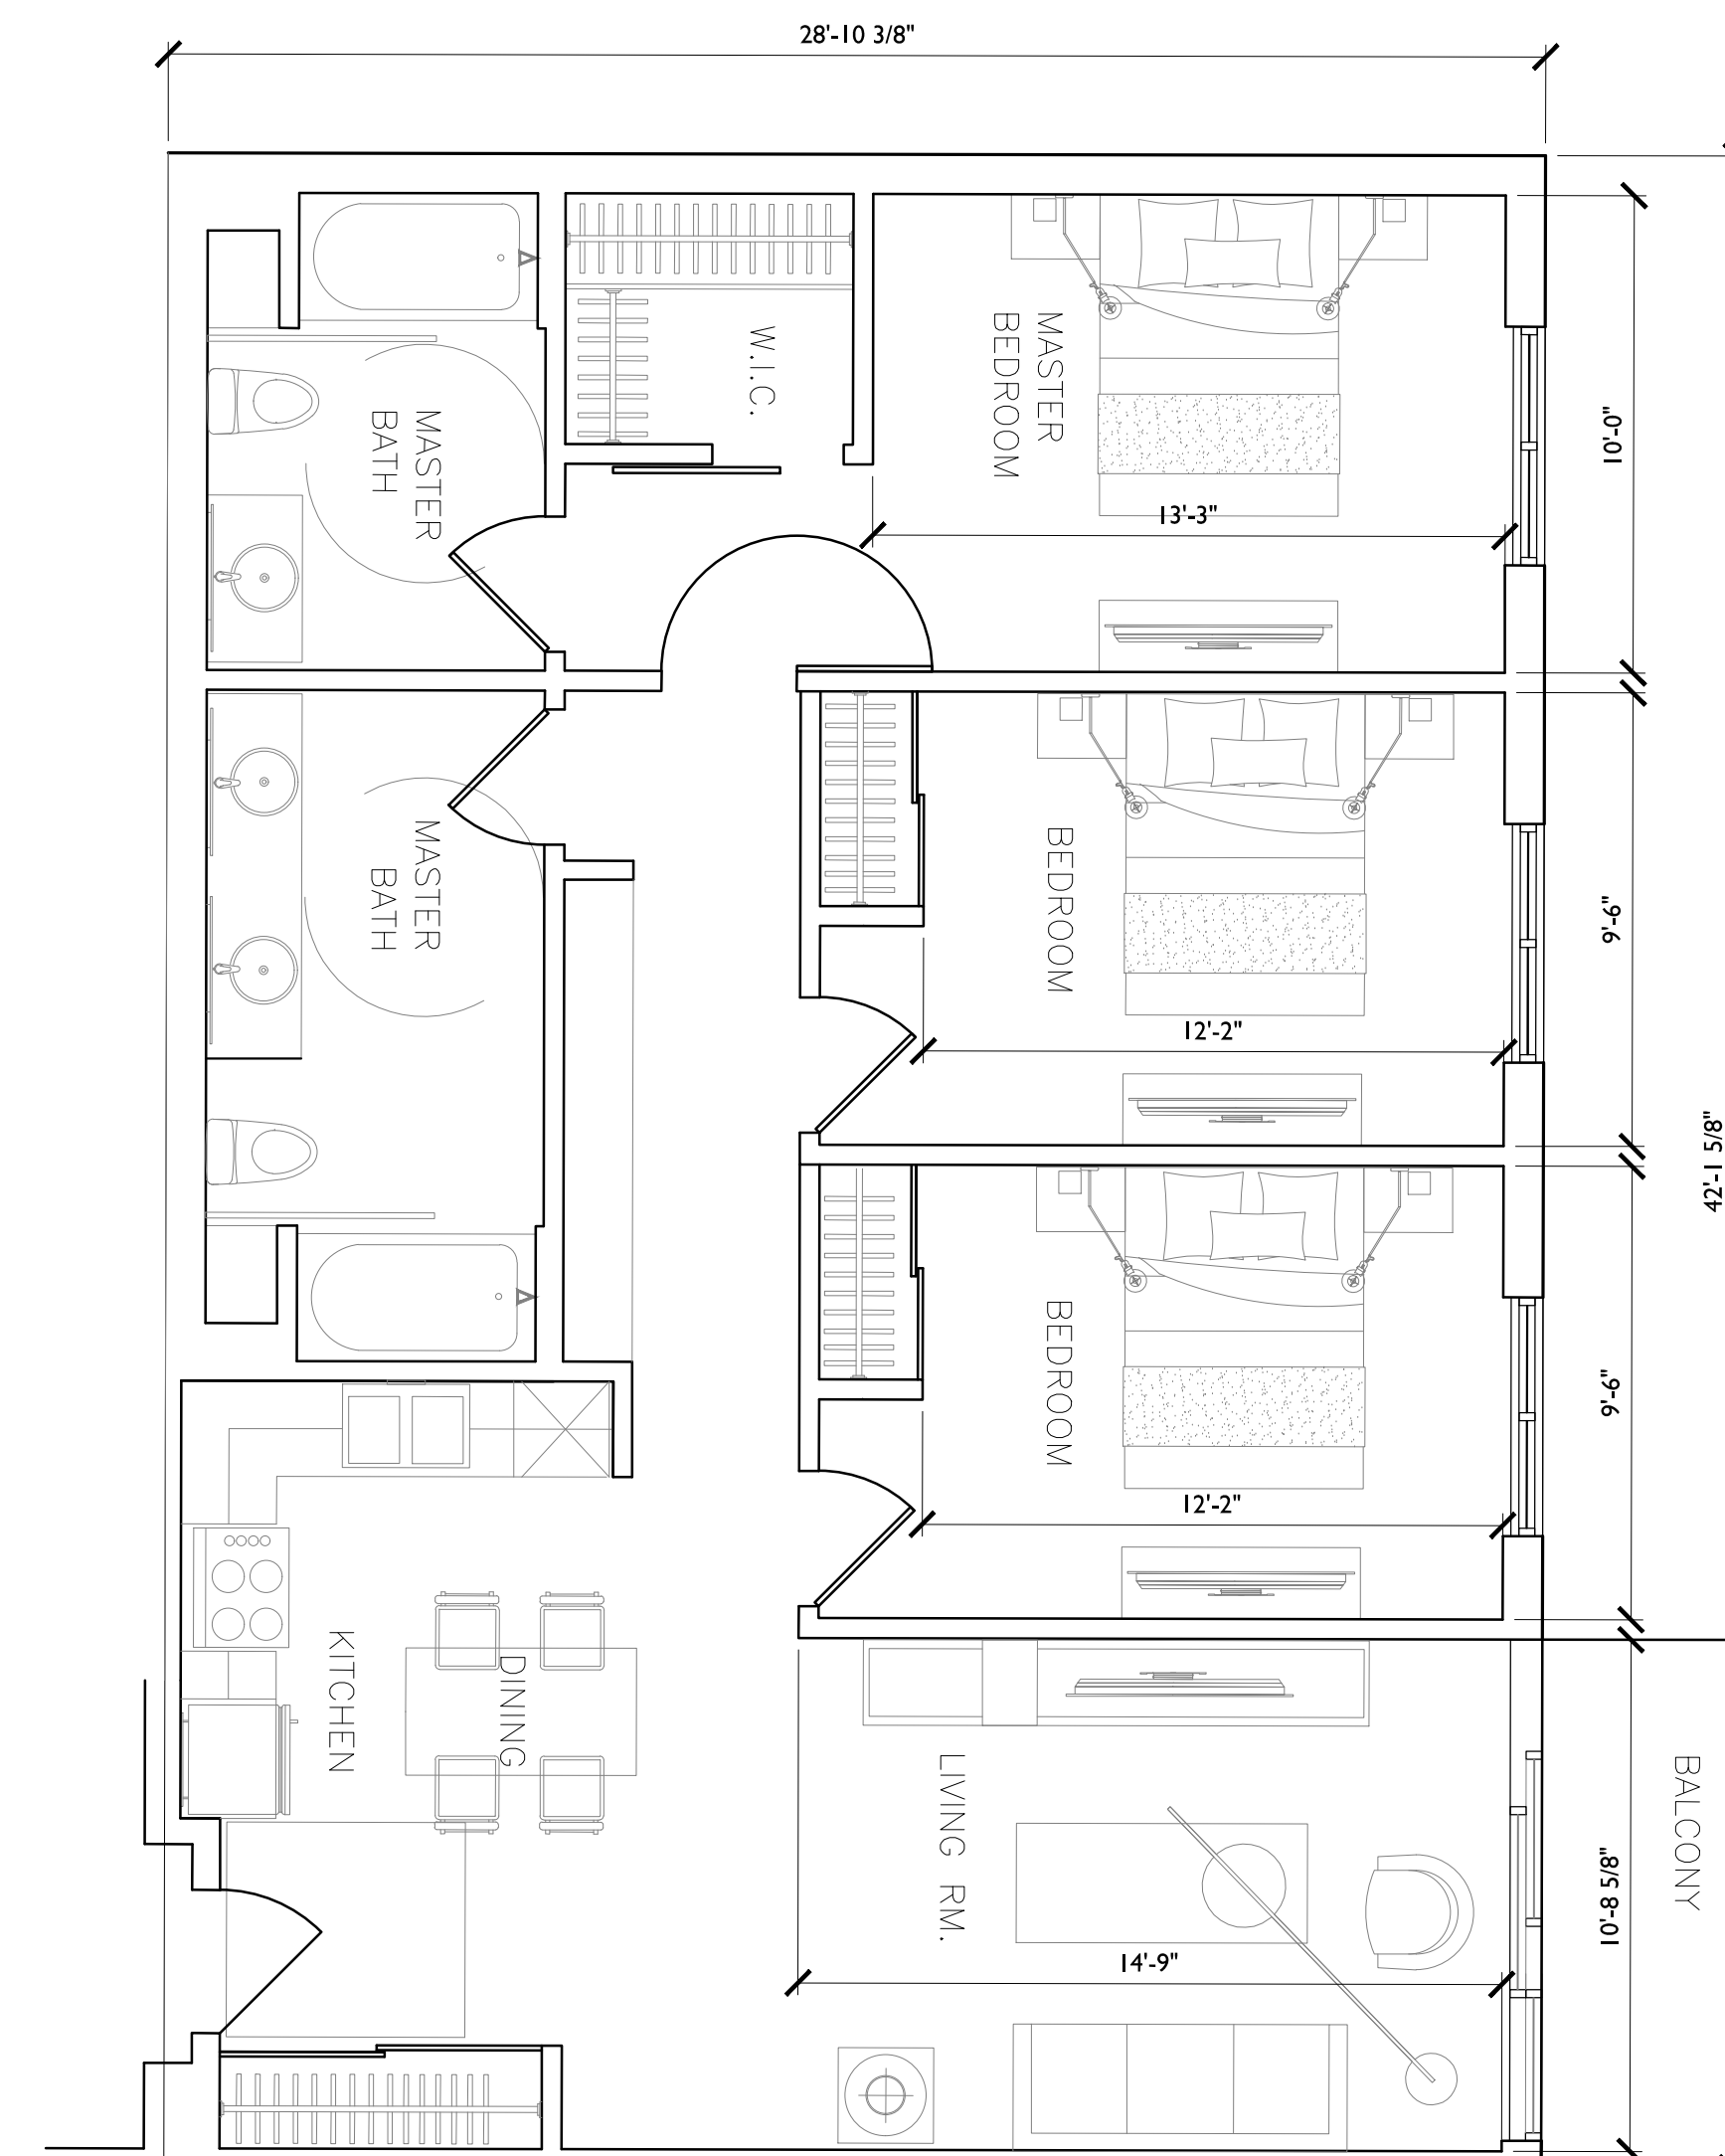 28'-10 3/8"
W.I.C.
MASTER
BEDROOM
10'-0"
MASTER
BATH
13'-3"
MASTER
BATH
BEDROOM
9'-6"
12'-2"
42'-1 5/8"
BEDROOM
9'-6"
12'-2"
KITCHEN
DINING
LIVING RM.
BALCONY
10'-8 5/8"
14'-9"